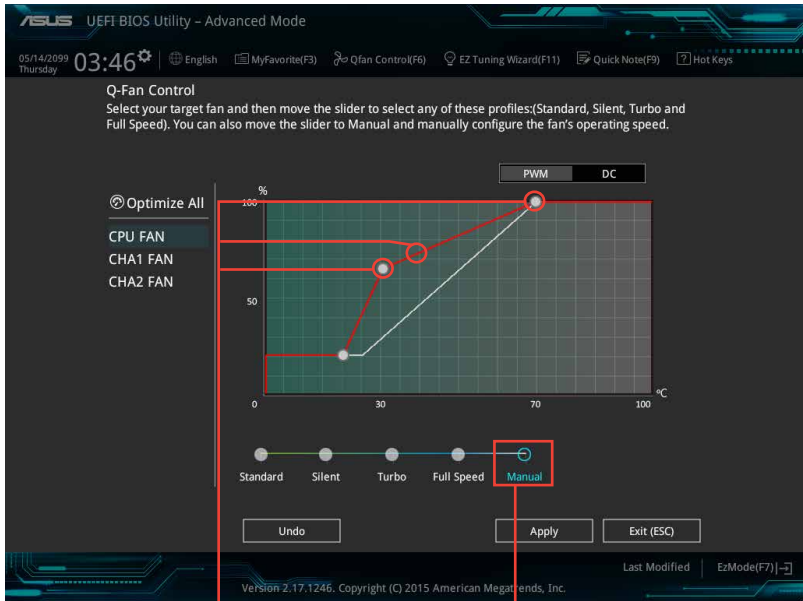 ASUS UEFI BIOS Utility – Advanced Mode
05/14/2099
Thursday
03:46
English
MyFavorite(F3)
Qfan Control(F6)
EZ Tuning Wizard(F11)
Quick Note(F9)
? Hot Keys
Q-Fan Control
Select your target fan and then move the slider to select any of these profiles:(Standard, Silent, Turbo and
Full Speed). You can also move the slider to Manual and manually configure the fan's operating speed.
PWM
DC
Optimize All
CPU FAN
CHA1 FAN
CHA2 FAN
%
100
50
0
30
70
100
ºC
Standard
Silent
Turbo
Full Speed
Manual
Undo
Apply
Exit (ESC)
Last Modified
EzMode(F7)
Version 2.17.1246. Copyright (C) 2015 American Megatrends, Inc.